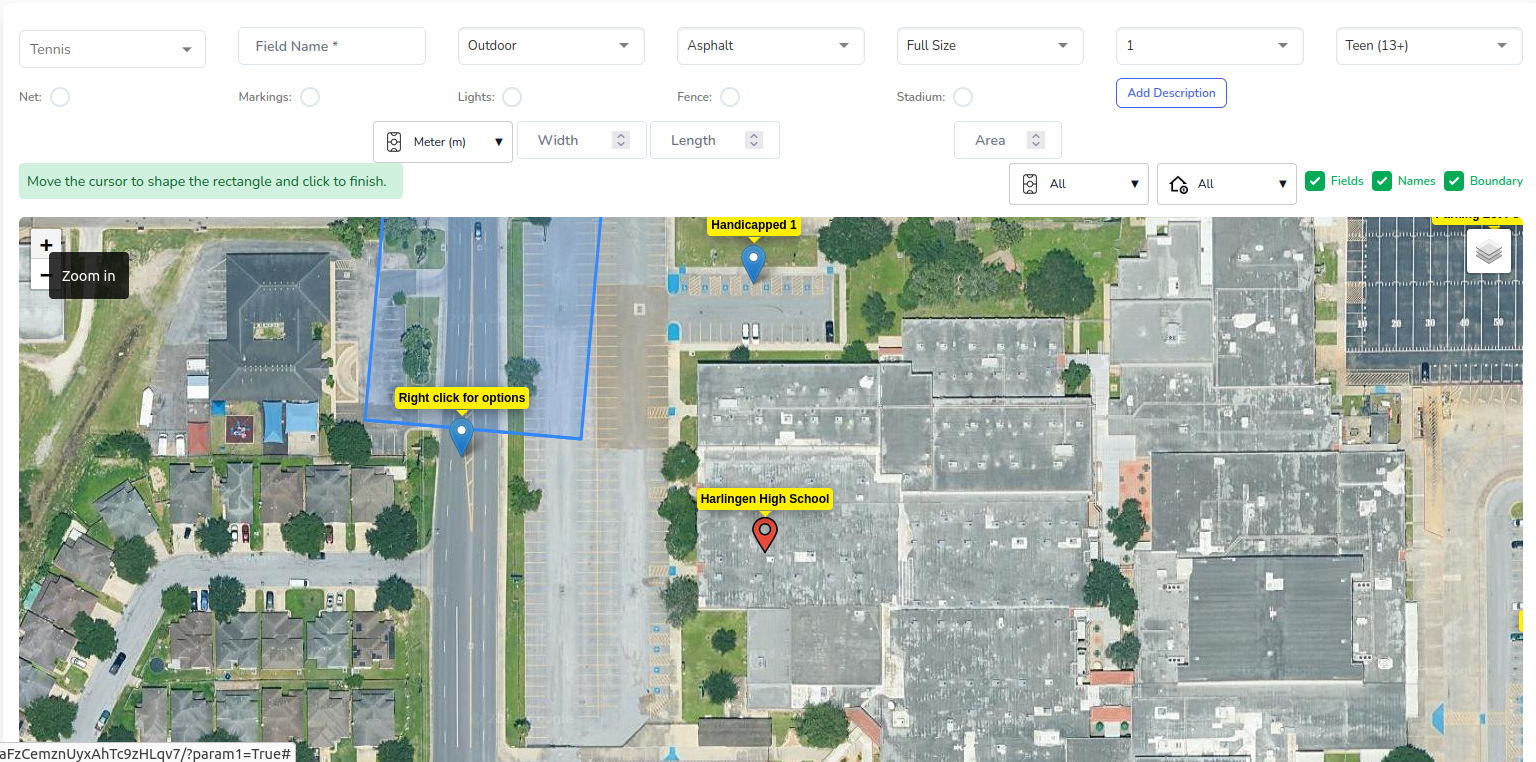 Tennis
Field Name *
Outdoor
Asphalt
Full Size
1
Teen (13+)
Net:
Markings:
Lights:
Fence:
Stadium:
Add Description
Meter (m)
Width
Length
Area
Move the cursor to shape the rectangle and click to finish.
All
All
Fields
Names
Boundary
+
−
Zoom in
Handicapped 1
10 20 30 40 50
Right click for options
Harlingen High School
aFzCemznUyxAhTc9zHLqv7/?param1=True#